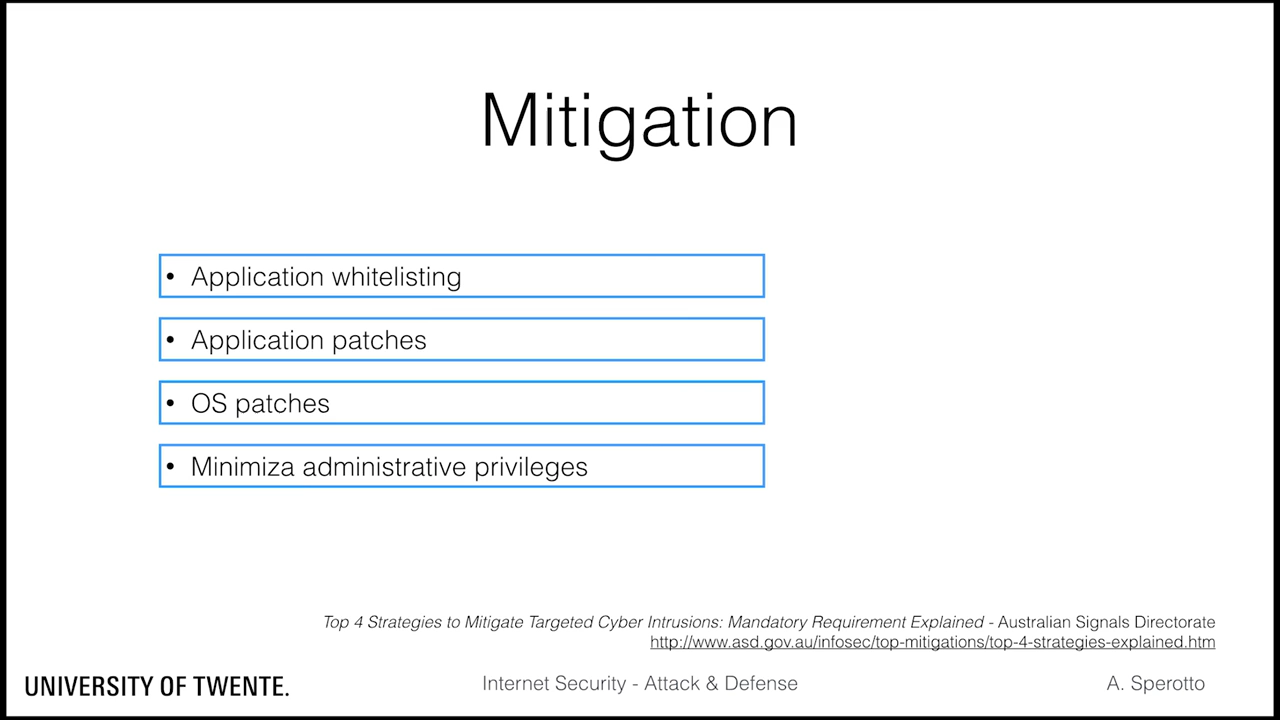 Mitigation
• Application whitelisting
• Application patches
• OS patches
• Minimiza administrative privileges
Top 4 Strategies to Mitigate Targeted Cyber Intrusions: Mandatory Requirement Explained - Australian Signals Directorate
http://www.asd.gov.au/infosec/top-mitigations/top-4-strategies-explained.htm
UNIVERSITY OF TWENTE. Internet Security - Attack & Defense A. Sperotto